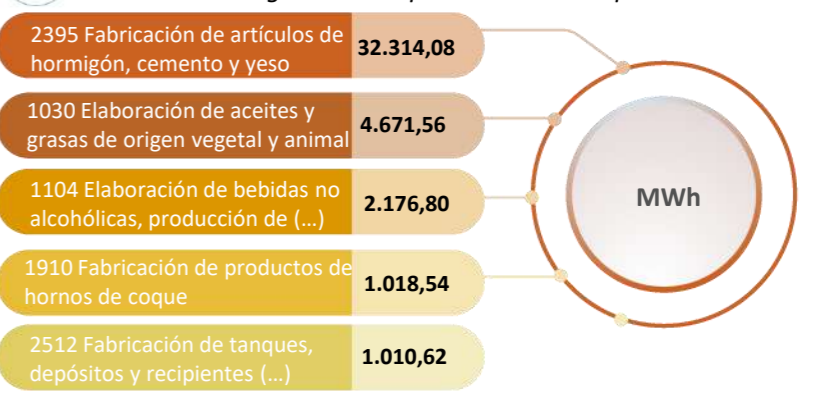 2395 Fabricación de artículos de
hormigón, cemento y yeso
32.314,08
1030 Elaboración de aceites y
grasas de origen vegetal y animal
4.671,56
1104 Elaboración de bebidas no
alcohólicas, producción de (...)
2.176,80
1910 Fabricación de productos de
hornos de coque
1.018,54
2512 Fabricación de tanques,
depósitos y recipientes (...)
1.010,62
MWh